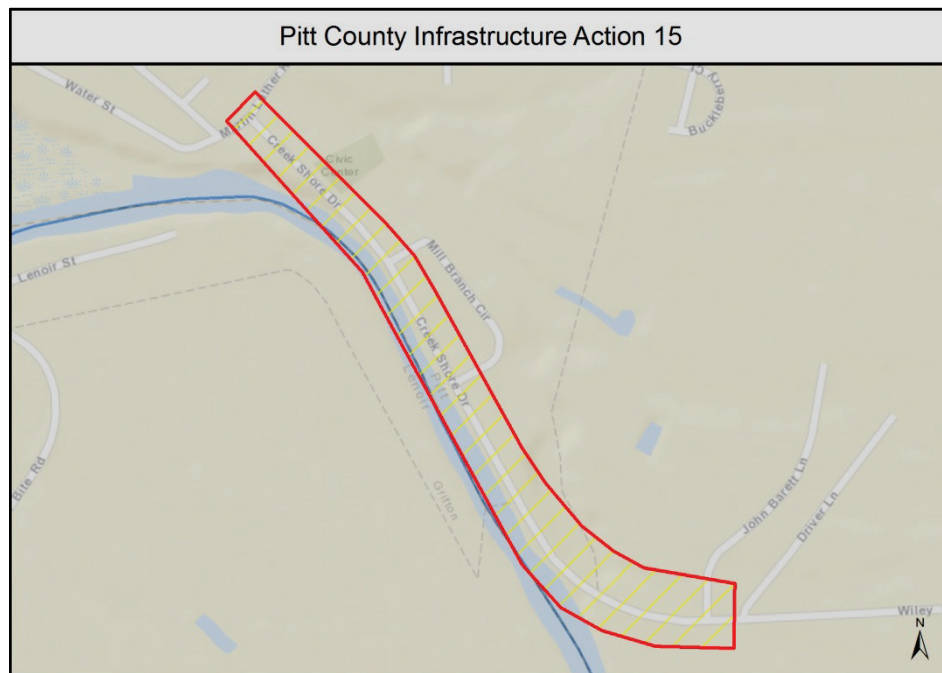 Pitt County Infrastructure Action 15
Water St
Martin Luther
Buckleberry
Creek Shore Dr
Civic
Center
Lenoir St
Mill Branch Cir
Creek Shore Dr
Pitt
Lenoir
Bite Rd
Grifton
John Barett Ln
Driver Ln
Wiley
N